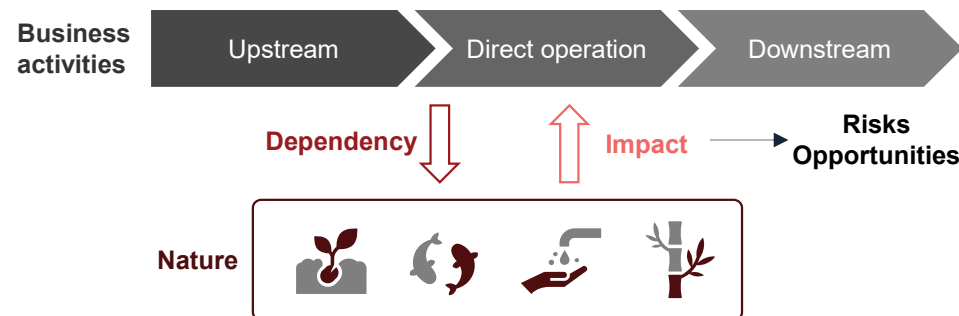 Business
activities
Upstream
Direct operation
Downstream
Dependency
Impact
Risks
Opportunities
Nature